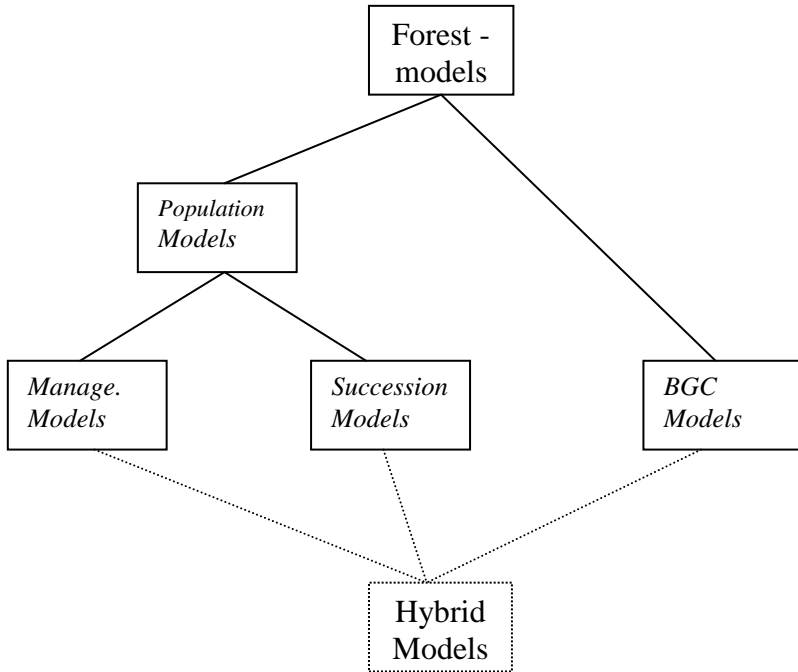 Forest -
models
Population
Models
Manage.
Models
Succession
Models
BGC
Models
Hybrid
Models